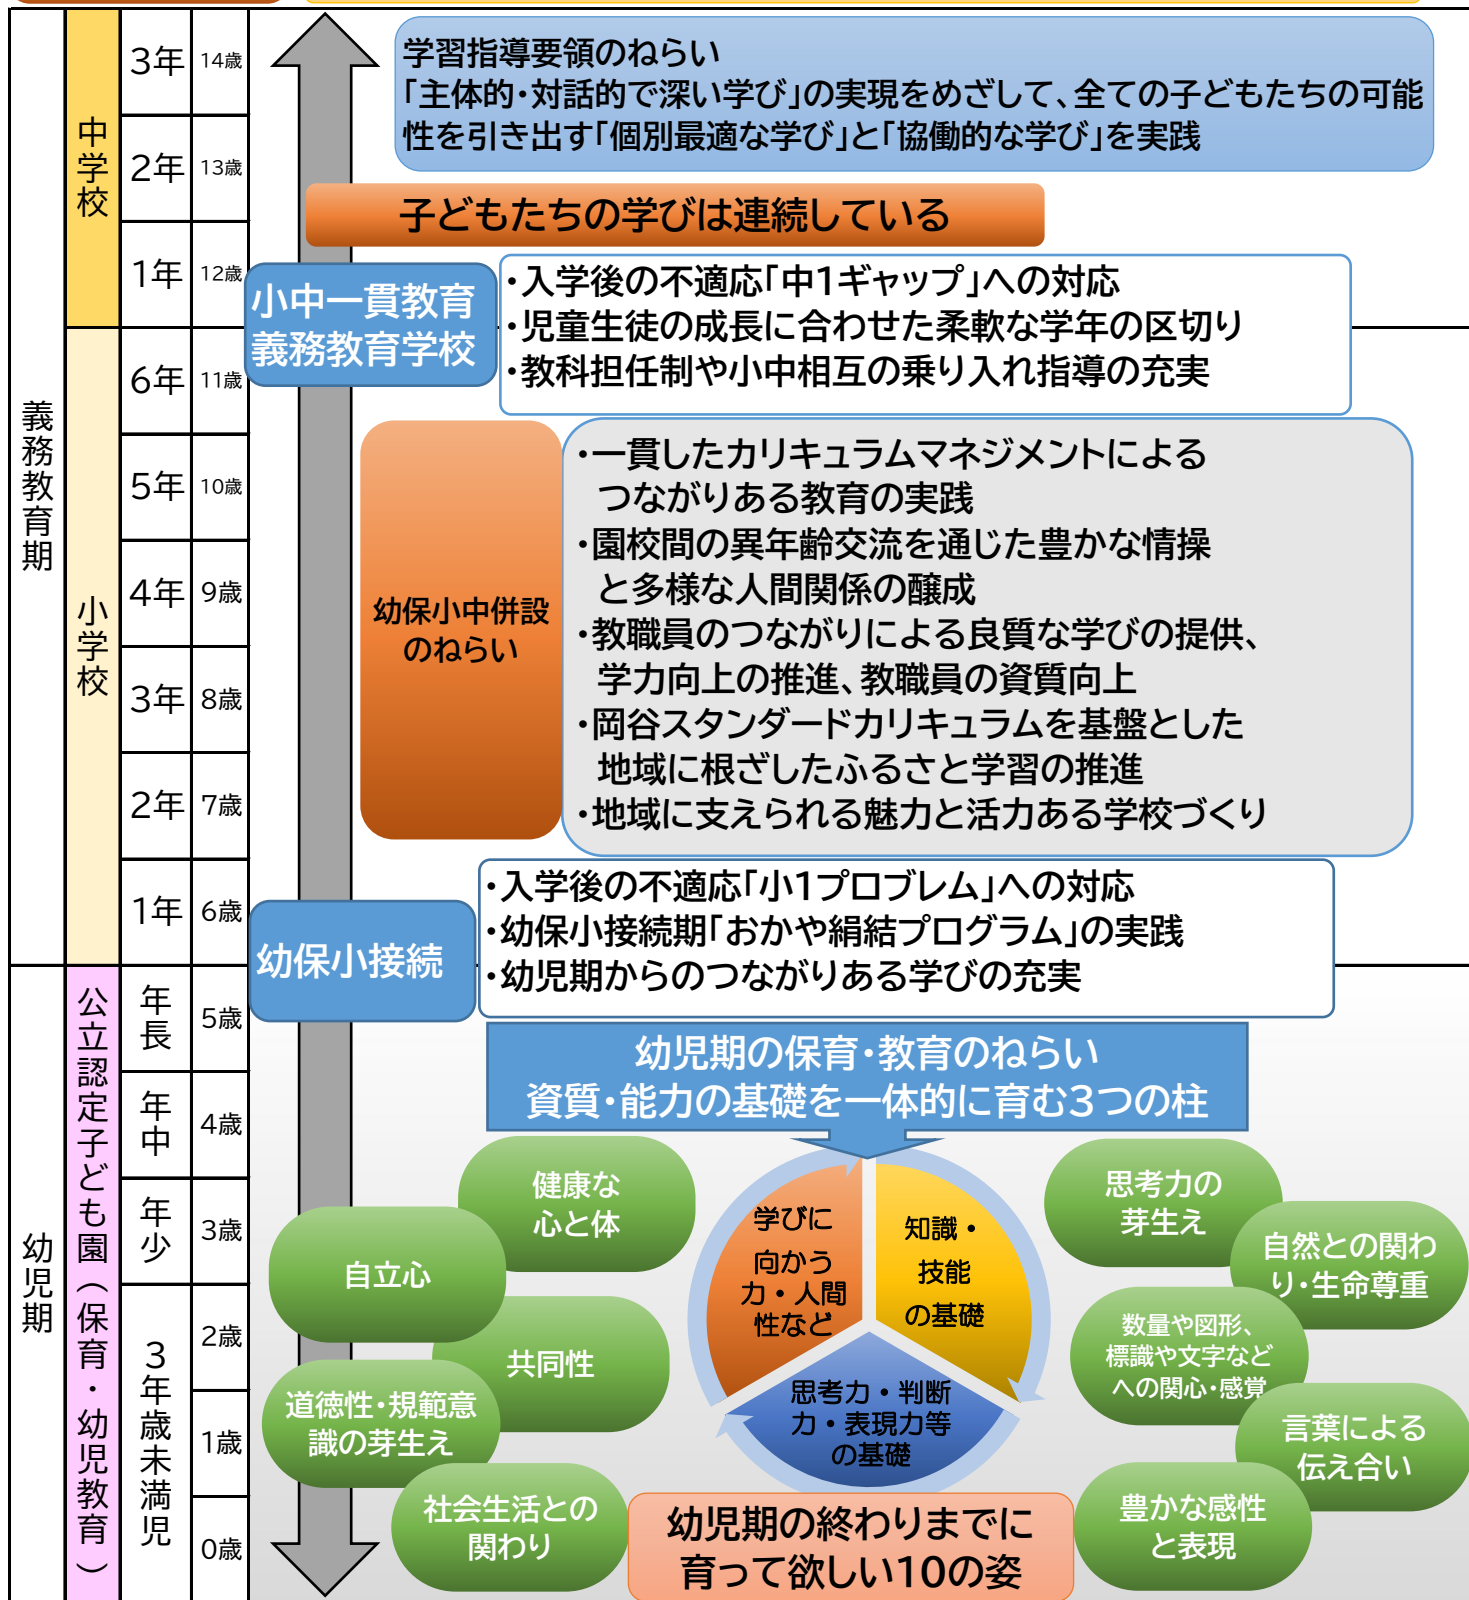 学習指導要領のねらい
「主体的・対話的で深い学び」の実現をめざして、全ての子どもたちの可能
性を引き出す「個別最適な学び」と「協働的な学び」を実践
子どもたちの学びは連続している
義務教育期
中学校
3年 14歳
2年 13歳
1年 12歳
小中一貫教育
義務教育学校
・入学後の不適応「中1ギャップ」への対応
・児童生徒の成長に合わせた柔軟な学年の区切り
・教科担任制や小中相互の乗り入れ指導の充実
小学校
6年 11歳
5年 10歳
4年 9歳
3年 8歳
2年 7歳
1年 6歳
幼保小中併設
のねらい
・一貫したカリキュラムマネジメントによる
つながりある教育の実践
・園校間の異年齢交流を通じた豊かな情操
と多様な人間関係の醸成
・教職員のつながりによる良質な学びの提供、
学力向上の推進、教職員の資質向上
・岡谷スタンダードカリキュラムを基盤とした
地域に根ざしたふるさと学習の推進
・地域に支えられる魅力と活力ある学校づくり
幼保小接続
・入学後の不適応「小1プロブレム」への対応
・幼保小接続期「おかや絹結プログラム」の実践
・幼児期からのつながりある学びの充実
幼児期
公立認定子ども園（保育・幼児教育）
年長 5歳
年中 4歳
年少 3歳
3年歳未満児
2歳
1歳
0歳
幼児期の保育・教育のねらい
資質・能力の基礎を一体的に育む3つの柱
学びに
向かう
力・人間
性など
知識・
技能
の基礎
思考力・判断
力・表現力等
の基礎
健康な
心と体
自立心
共同性
道徳性・規範意
識の芽生え
社会生活との
関わり
思考力の
芽生え
自然との関わ
り・生命尊重
数量や図形、
標識や文字など
への関心・感覚
言葉による
伝え合い
豊かな感性
と表現
幼児期の終わりまでに
育って欲しい10の姿